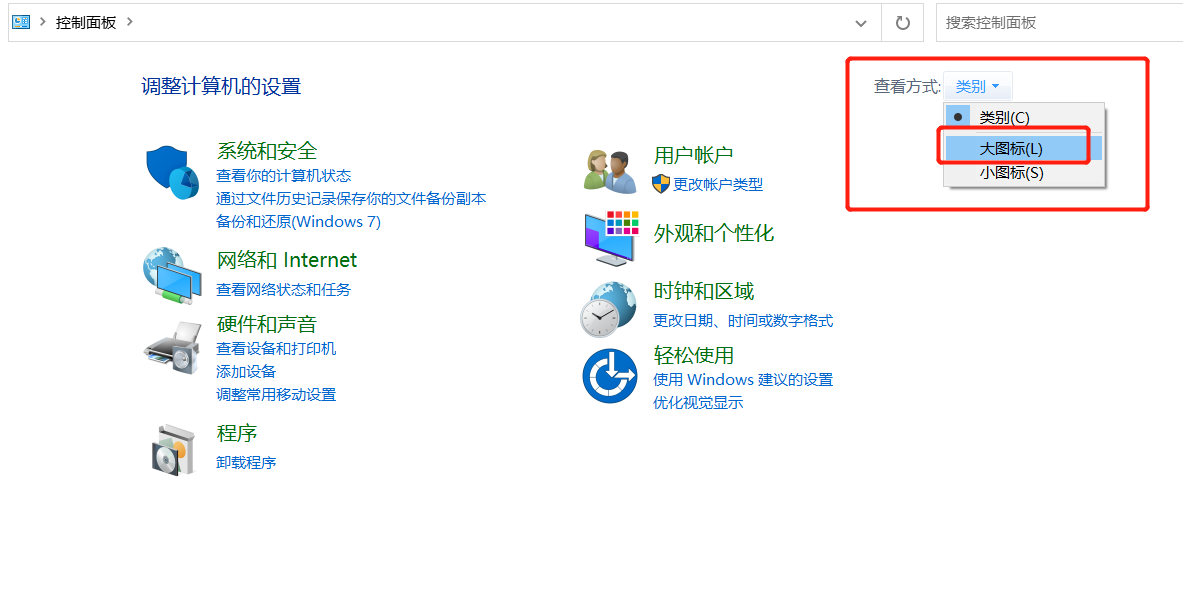 控制面板
搜索控制面板
调整计算机的设置
查看方式: 类别
类别(C)
大图标(L)
小图标(S)
系统和安全
查看你的计算机状态
通过文件历史记录保存你的文件备份副本
备份和还原(Windows 7)
网络和 Internet
查看网络状态和任务
硬件和声音
查看设备和打印机
添加设备
调整常用移动设置
程序
卸载程序
用户帐户
更改帐户类型
外观和个性化
时钟和区域
更改日期、时间或数字格式
轻松使用
使用 Windows 建议的设置
优化视觉显示